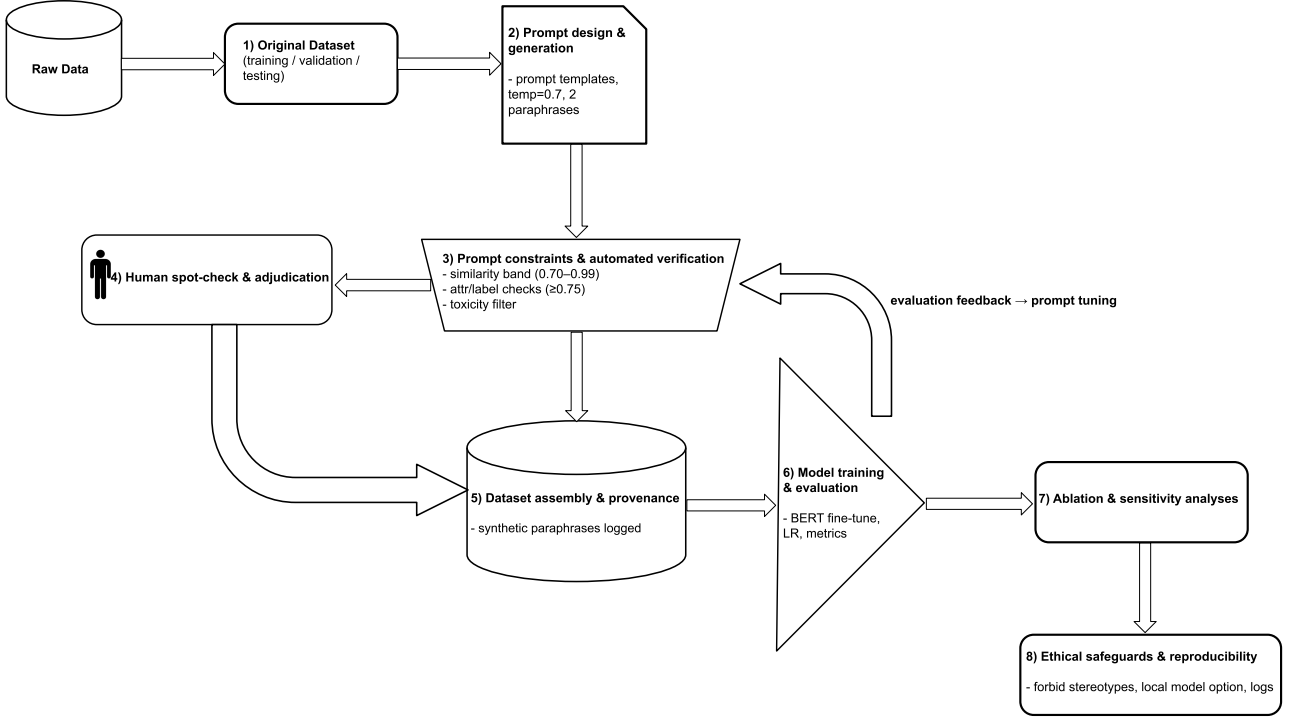 Raw Data
1) Original Dataset
(training / validation /
testing)
2) Prompt design &
generation
- prompt templates,
temp=0.7, 2
paraphrases
3) Prompt constraints & automated verification
- similarity band (0.70–0.99)
- attr/label checks (≥0.75)
- toxicity filter
4) Human spot-check & adjudication
evaluation feedback → prompt tuning
5) Dataset assembly & provenance
- synthetic paraphrases logged
6) Model training
& evaluation
- BERT fine-tune,
LR, metrics
7) Ablation & sensitivity analyses
8) Ethical safeguards & reproducibility
- forbid stereotypes, local model option, logs